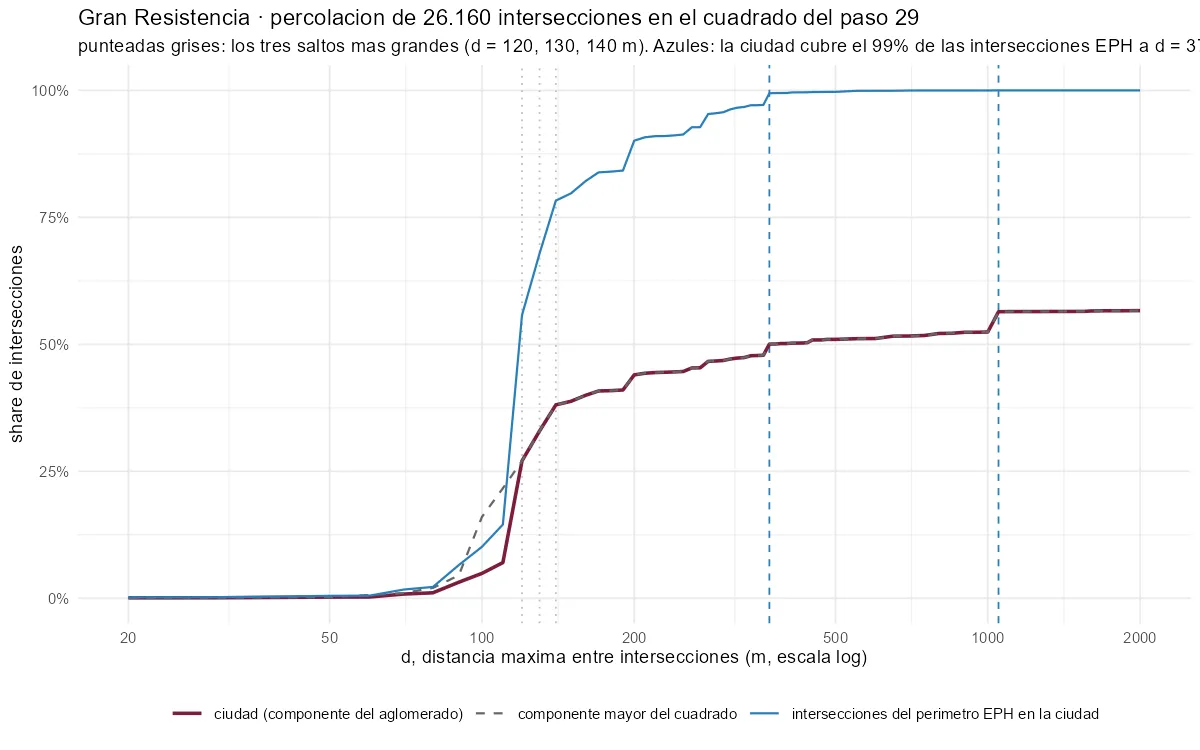 Gran Resistencia · percolacion de 26.160 intersecciones en el cuadrado del paso 29
punteadas grises: los tres saltos mas grandes (d = 120, 130, 140 m). Azules: la ciudad cubre el 99% de las intersecciones EPH a d = 37
100%
75%
50%
25%
0%
share de intersecciones
20 50 100 200 500 1000 2000
d, distancia maxima entre intersecciones (m, escala log)
ciudad (componente del aglomerado) componente mayor del cuadrado intersecciones del perimetro EPH en la ciudad